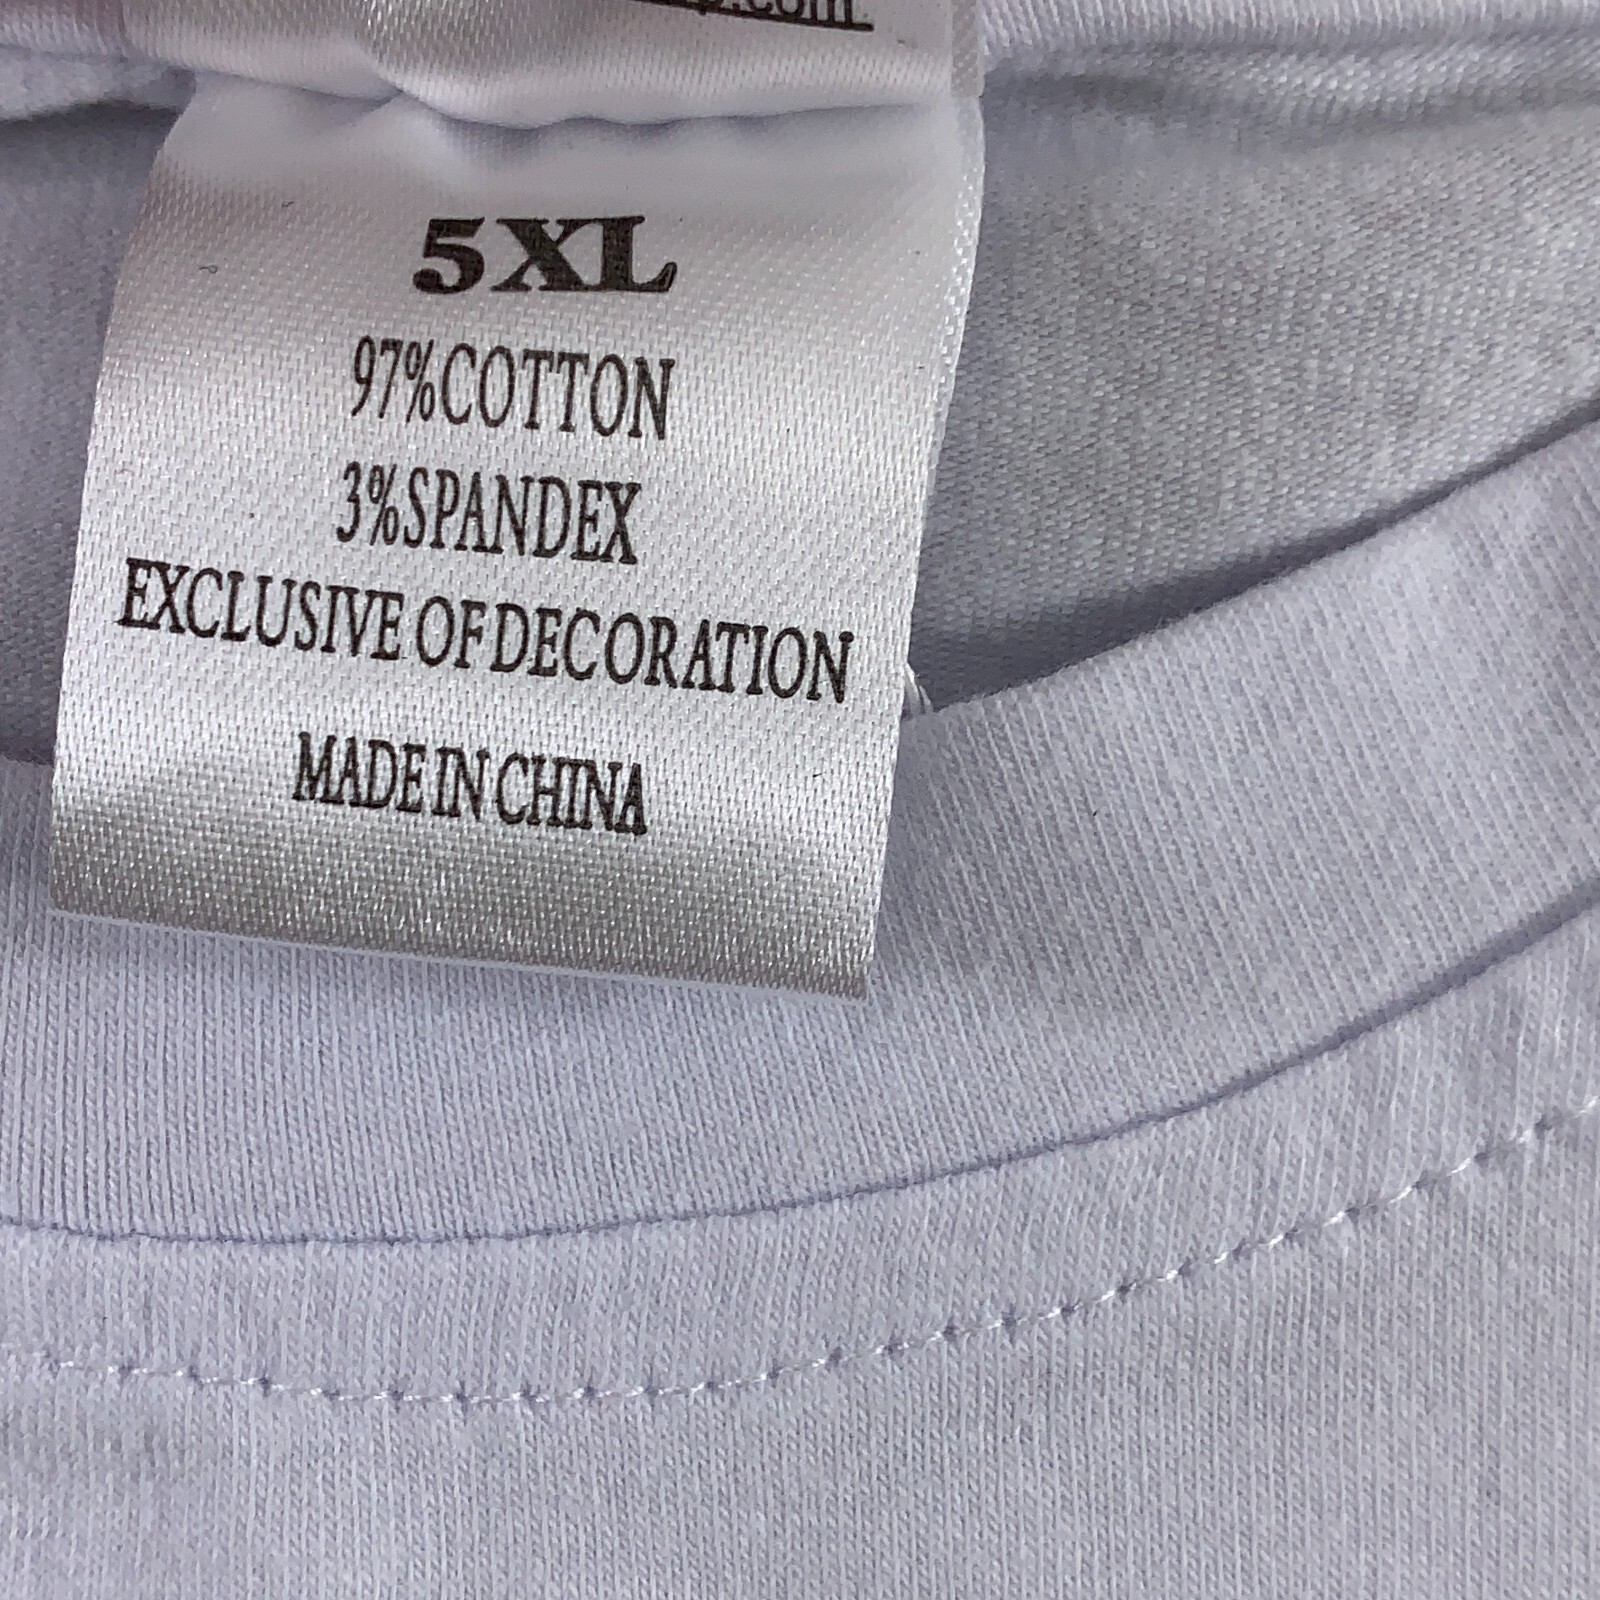 5XL
97%COTTON
3%SPANDEX
EXCLUSIVE OF DECORATION
MADE IN CHINA